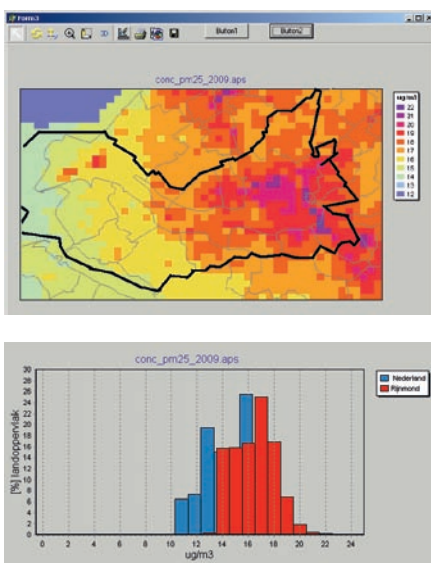 Form3
3D
Button1
Button2
conc_pm25_2009.aps
ug/m3
22
21
20
19
18
17
16
15
14
13
12
conc_pm25_2009.aps
Nederland
Rijnmond
[%] landoppervlak
30
28
26
24
22
20
18
16
14
12
10
8
6
4
2
0
0 2 4 6 8 10 12 14 16 18 20 22 24
ug/m3